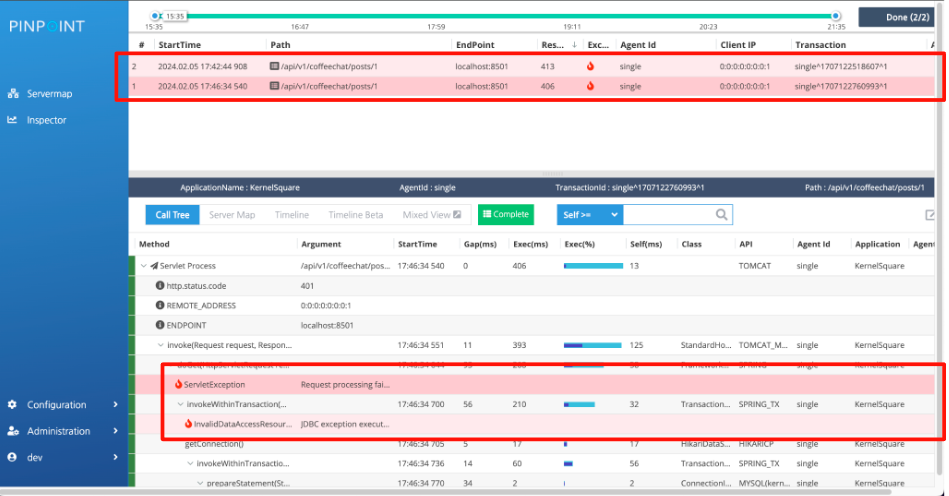 PINPOINT
15:35
15:35 16:47 17:59 19:11 20:23 21:35
Done (2/2)
# StartTime Path EndPoint Res... ↓ Exc... Agent Id Client IP Transaction
2 2024.02.05 17:42:44 908 /api/v1/coffeechat/posts/1 localhost:8501 413 single 0:0:0:0:0:0:0:1 single^1707122518607^1
1 2024.02.05 17:46:34 540 /api/v1/coffeechat/posts/1 localhost:8501 406 single 0:0:0:0:0:0:0:1 single^1707122760993^1
Servermap
Inspector
ApplicationName : KernelSquare AgentId : single TransactionId : single^1707122760993^1 Path : /api/v1/coffeechat/posts/1
Call Tree Server Map Timeline Timeline Beta Mixed View Complete Self >=
Method Argument StartTime Gap(ms) Exec(ms) Exec(%) Self(ms) Class API Agent Id Application Agent
Servlet Process /api/v1/coffeechat/pos... 17:46:34 540 0 406 13 TOMCAT single KernelSquare
http.status.code 401
REMOTE_ADDRESS 0:0:0:0:0:0:0:1
ENDPOINT localhost:8501
invoke(Request request, Respon... 17:46:34 551 11 393 125 StandardHo... TOMCAT_M... single KernelSquare
ServletException Request processing fai...
invokeWithinTransaction(... 17:46:34 700 56 210 32 Transaction... SPRING_TX single KernelSquare
InvalidDataAccessResour... JDBC exception execut...
getConnection() 17:46:34 705 5 17 17 HikariDataS... HIKARICP single KernelSquare
invokeWithinTransactio... 17:46:34 736 14 60 56 Transaction... SPRING_TX single KernelSquare
prepareStatement(St... 17:46:34 770 34 2 2 ConnectionI... MYSQL(kern... single KernelSquare
Configuration
Administration
dev